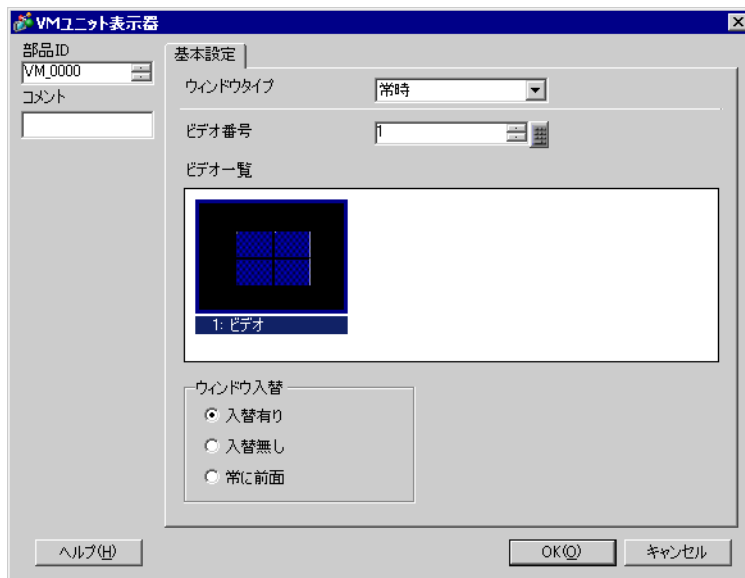 VMユニット表示器
部品ID
VM_0000
コメント
基本設定
ウィンドウタイプ
常時
ビデオ番号
1
ビデオ一覧
1: ビデオ
ウィンドウ入替
入替有り
入替無し
常に前面
ヘルプ(H)
OK(O)
キャンセル